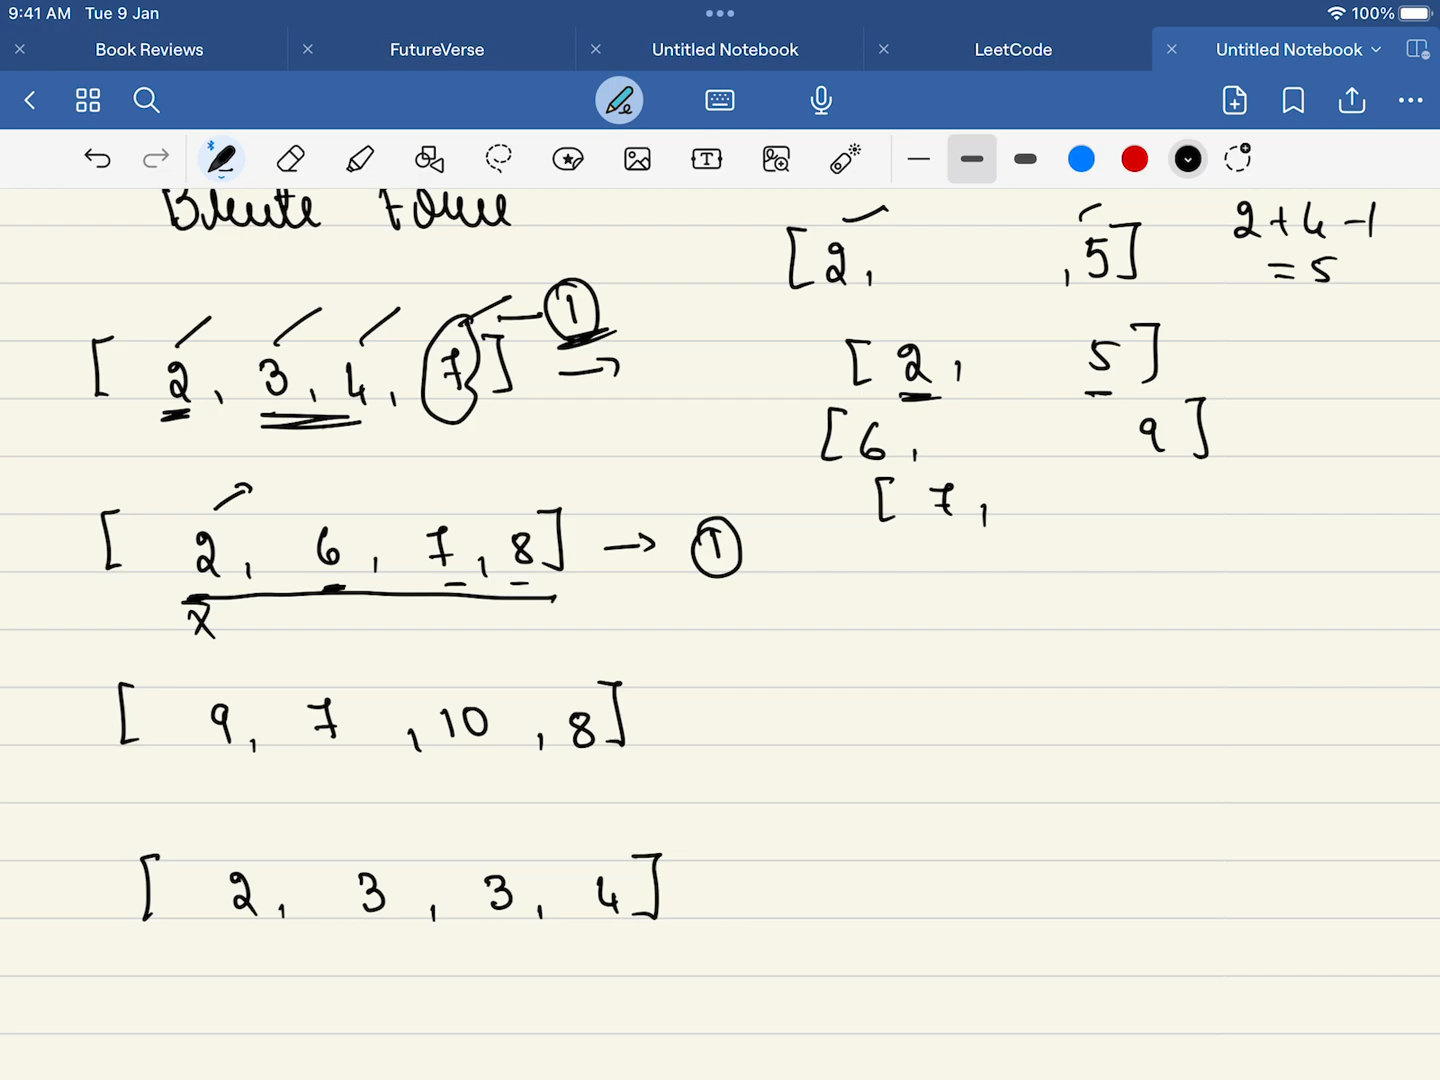 9:41 AM Tue 9 Jan
100%
Book Reviews
FutureVerse
Untitled Notebook
LeetCode
Untitled Notebook
Brute Force
[2, ,5]
2+4-1
=5
[ 2, 3, 4, 7 ] ← 1 →
[ 2, 5 ]
[ 6, 9 ]
[ 7,
[ 2, 6, 7, 8 ] → 1
x
[ 9, 7 , 10 , 8 ]
[ 2, 3 , 3 , 4 ]